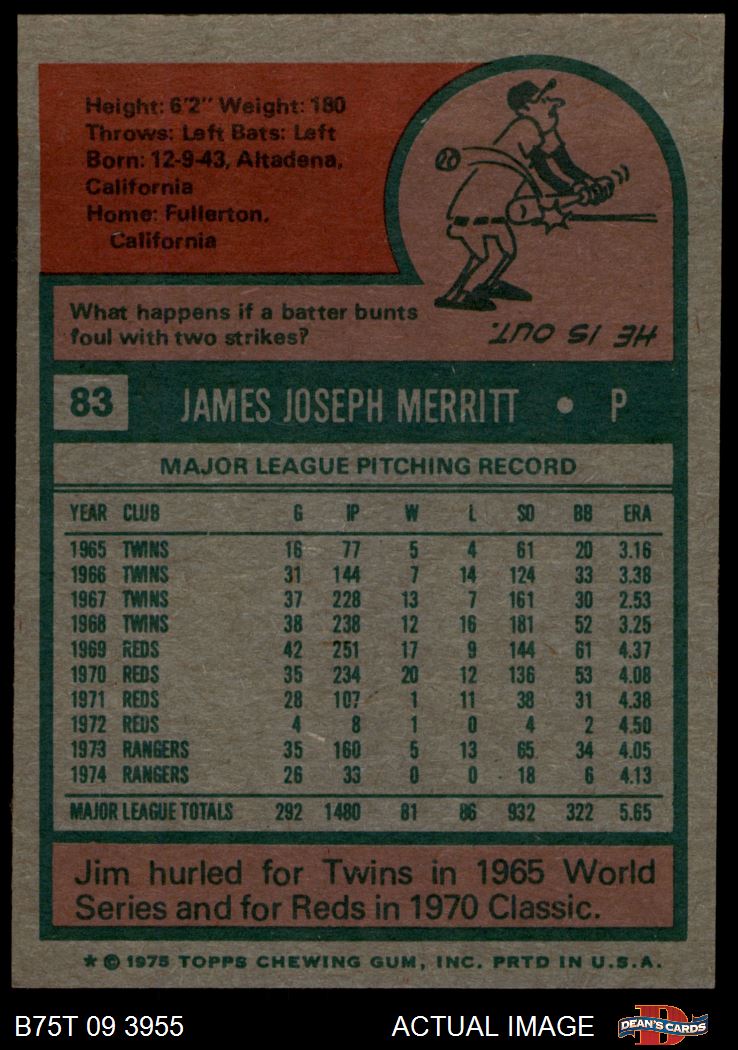 Height: 6'2" Weight: 180
Throws: Left Bats: Left
Born: 12-9-43, Altadena,
California
Home: Fullerton,
California
What happens if a batter bunts
foul with two strikes?
HE IS OUT.
83 JAMES JOSEPH MERRITT • P
MAJOR LEAGUE PITCHING RECORD
YEAR CLUB G IP W L SO BB ERA
1965 TWINS 16 77 5 4 61 20 3.16
1966 TWINS 31 144 7 14 124 33 3.38
1967 TWINS 37 228 13 7 161 30 2.53
1968 TWINS 38 238 12 16 181 52 3.25
1969 REDS 42 251 17 9 144 61 4.37
1970 REDS 35 234 20 12 136 53 4.08
1971 REDS 28 107 1 11 38 31 4.38
1972 REDS 4 8 1 0 4 2 4.50
1973 RANGERS 35 160 5 13 65 34 4.05
1974 RANGERS 26 33 0 0 18 6 4.13
MAJOR LEAGUE TOTALS 292 1480 81 86 932 322 5.65
Jim hurled for Twins in 1965 World
Series and for Reds in 1970 Classic.
* © 1975 TOPPS CHEWING GUM, INC. PRTD IN U.S.A.
B75T 09 3955 ACTUAL IMAGE
D
DEAN'S CARDS